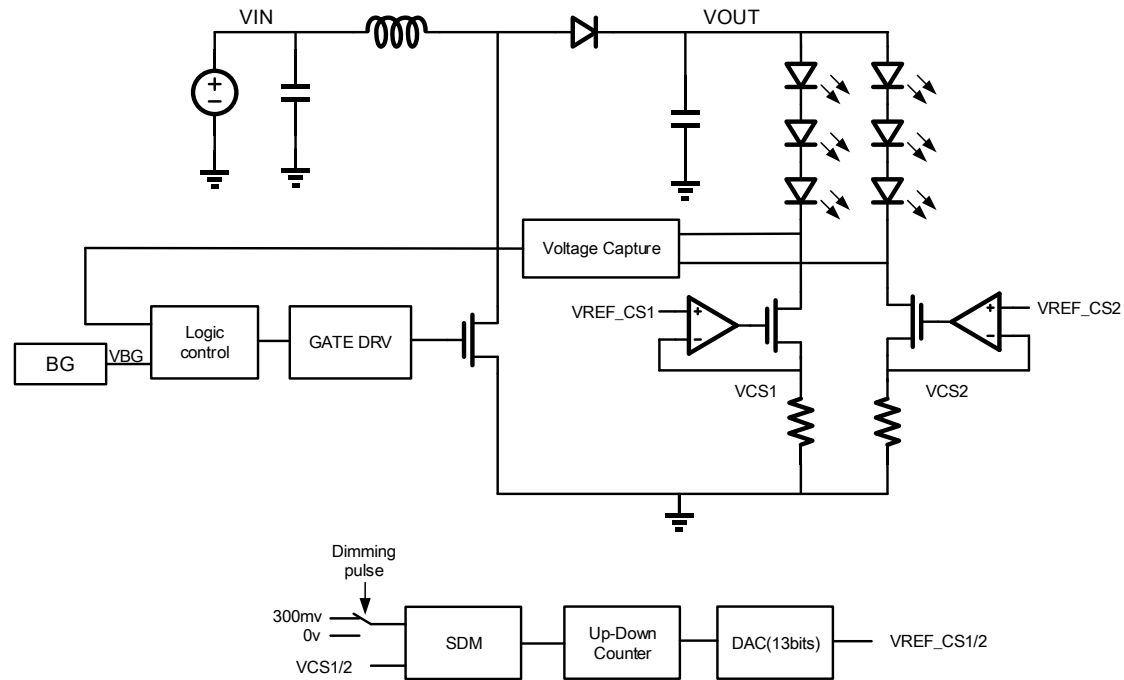 VIN
VOUT
Voltage Capture
VREF_CS1
+
−
+
−
VREF_CS2
BG
VBG
Logic
control
GATE DRV
VCS1
VCS2
Dimming
pulse
300mv
0v
VCS1/2
SDM
Up-Down
Counter
DAC(13bits)
VREF_CS1/2
+
−